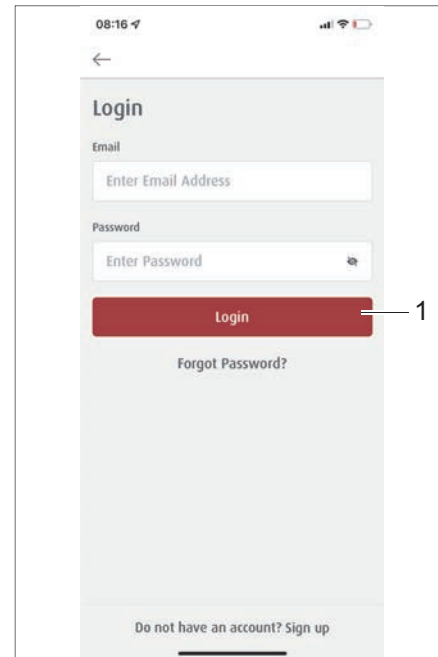 08:16
Login
Email
Enter Email Address
Password
Enter Password
Login
1
Forgot Password?
Do not have an account? Sign up